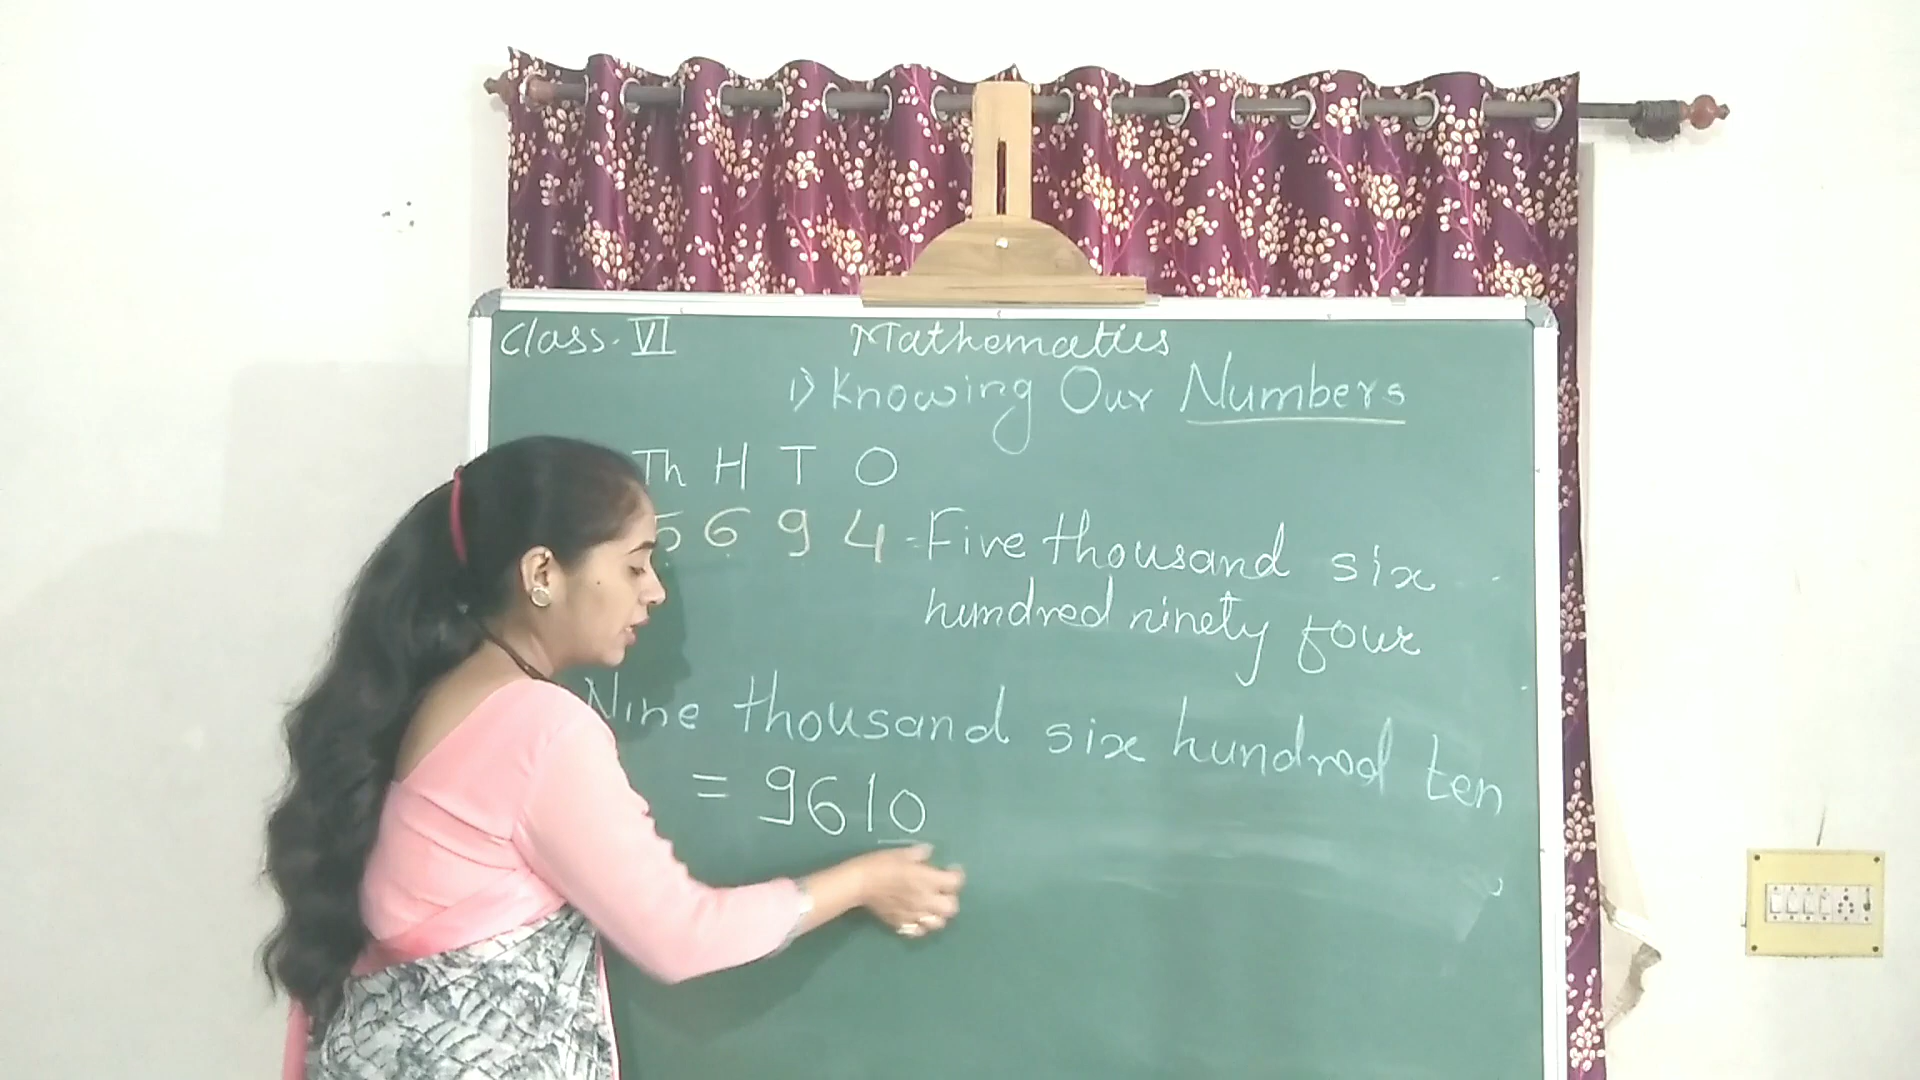 Class. VI Mathematics
1) Knowing Our Numbers
Th H T O
5 6 9 4 = Five thousand six
hundred ninety four
Nine thousand six hundred ten
= 9610